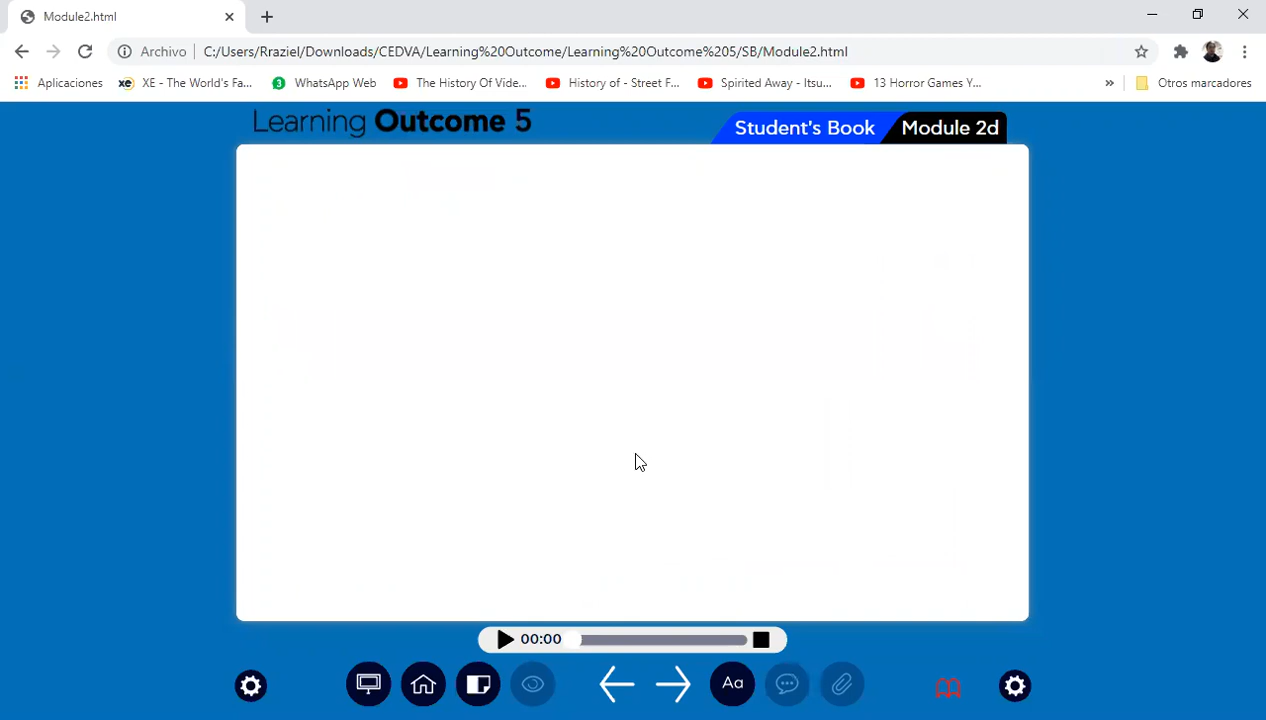 Module2.html
Archivo C:/Users/Rraziel/Downloads/CEDVA/Learning%20Outcome/Learning%20Outcome%205/SB/Module2.html
Aplicaciones XE - The World's Fa... 3 WhatsApp Web The History Of Vide... History of - Street F... Spirited Away - Itsu... 13 Horror Games Y... » Otros marcadores
Learning Outcome 5 Student's Book Module 2d
00:00
Aa